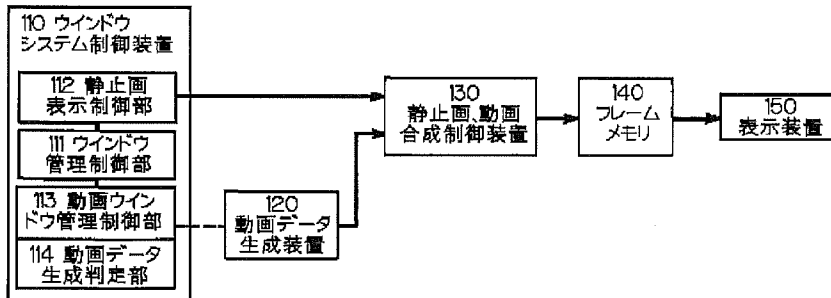 110 ウインドウ
システム制御装置
112 静止画
表示制御部
111 ウインドウ
管理制御部
113 動画ウイン
ドウ管理制御部
114 動画データ
生成判定部
120
動画データ
生成装置
130
静止画、動画
合成制御装置
140
フレーム
メモリ
150
表示装置